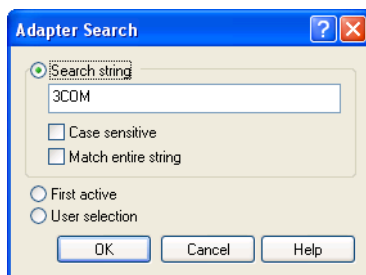 Adapter Search
Search string
3COM
Case sensitive
Match entire string
First active
User selection
OK Cancel Help